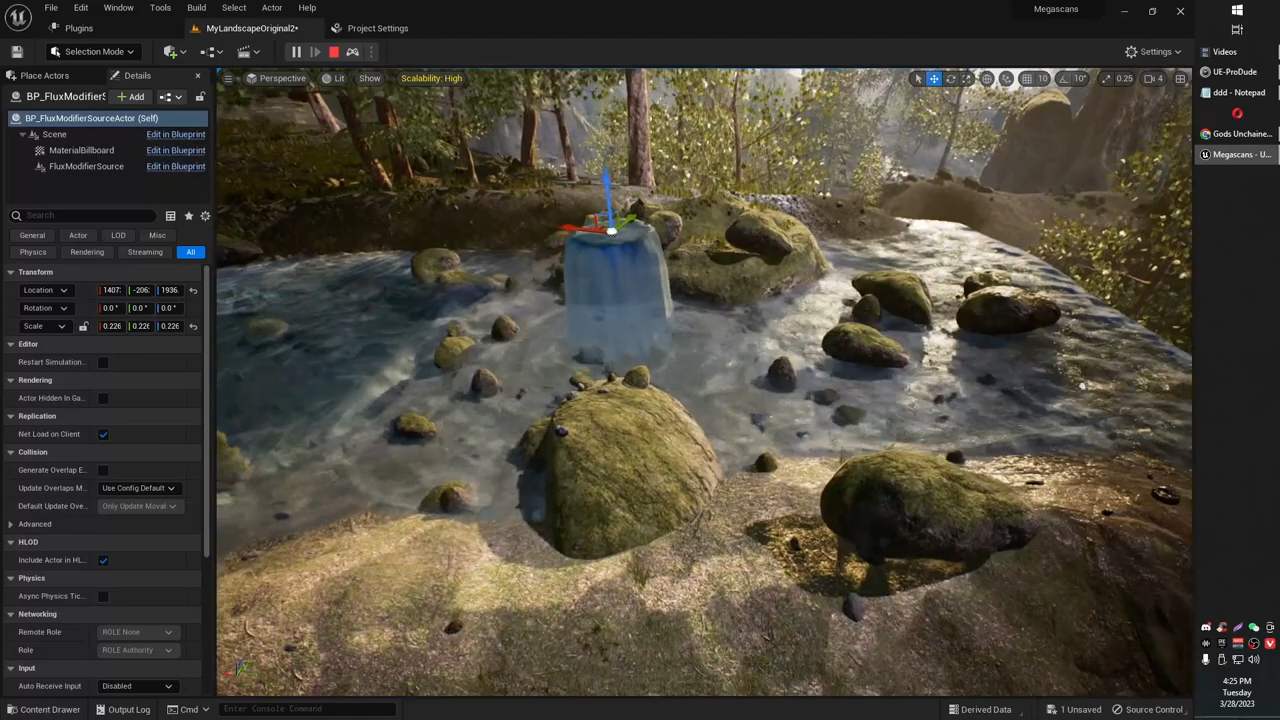 File Edit Window Tools Build Select Actor Help
Megascans
Plugins
MyLandscapeOriginal2*
Project Settings
Selection Mode
Settings
Place Actors
Details
Perspective
Lit
Show
Scalability: High
10
10°
0.25
4
BP_FluxModifierS
Add
BP_FluxModifierSourceActor (Self)
Scene
Edit in Blueprint
MaterialBillboard
Edit in Blueprint
FluxModifierSource
Edit in Blueprint
Search
General
Actor
LOD
Misc
Physics
Rendering
Streaming
All
Transform
Location
1407:
-206:
1936.
Rotation
0.0 °
0.0 °
0.0 °
Scale
0.226
0.226
0.226
Editor
Restart Simulation...
Rendering
Actor Hidden In Ga...
Replication
Net Load on Client
Collision
Generate Overlap E...
Update Overlaps M...
Use Config Default
Default Update Ove...
Only Update Moval
Advanced
HLOD
Include Actor in HL...
Physics
Async Physics Tic...
Networking
Remote Role
ROLE None
Role
ROLE Authority
Input
Auto Receive Input
Disabled
Content Drawer
Output Log
Cmd
Enter Console Command
Derived Data
1 Unsaved
Source Control
Videos
UE-ProDude
ddd - Notepad
Gods Unchaine...
Megascans - U...
4:25 PM
Tuesday
3/28/2023